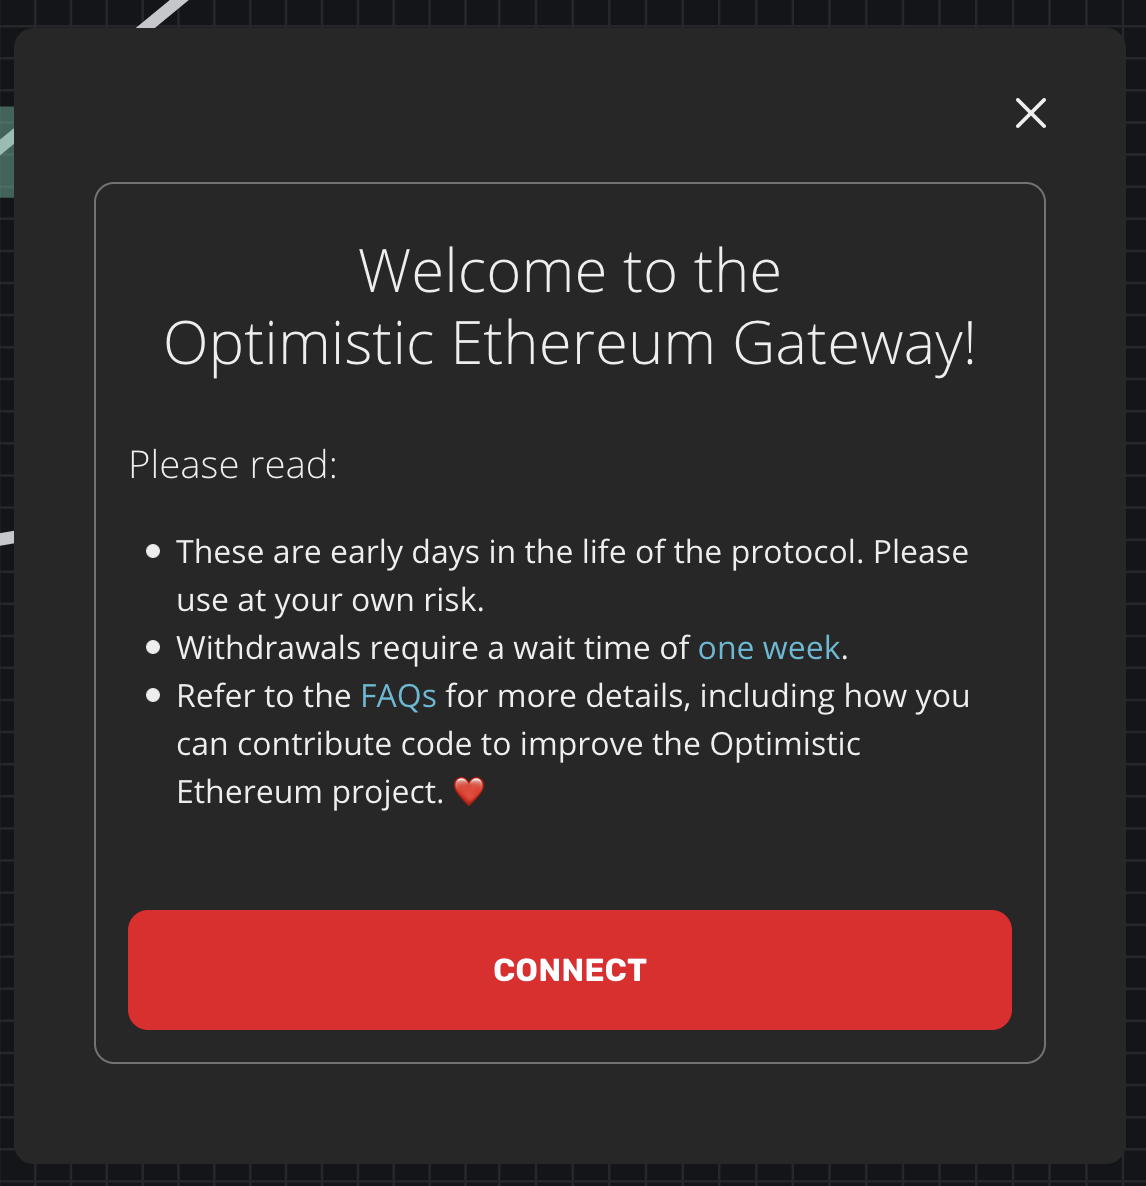 Welcome to the
Optimistic Ethereum Gateway!
Please read:
These are early days in the life of the protocol. Please
use at your own risk.
Withdrawals require a wait time of one week.
Refer to the FAQs for more details, including how you
can contribute code to improve the Optimistic
Ethereum project. ❤️
CONNECT